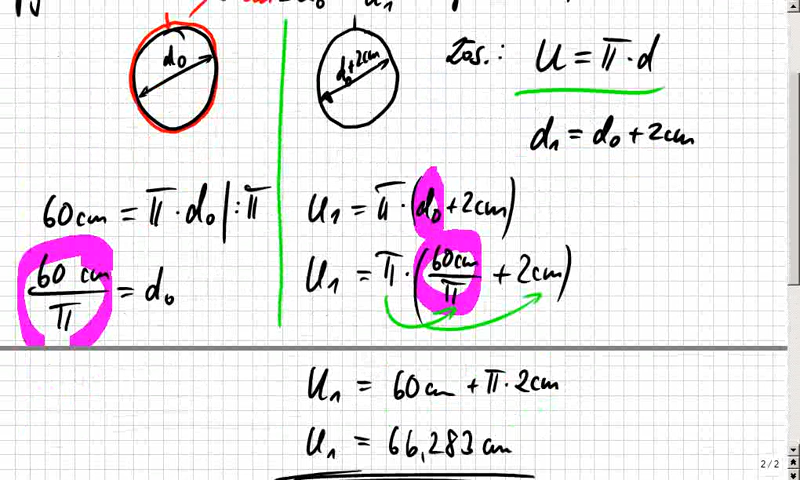 d₀
d₀+2cm
Lös.: U = π · d
d₁ = d₀ + 2cm
60cm = π · d₀ | : π
60 cm / π = d₀
U₁ = π · (d₀ + 2cm)
U₁ = π · (60cm / π + 2cm)
U₁ = 60cm + π · 2cm
U₁ = 66,283 cm
2/2